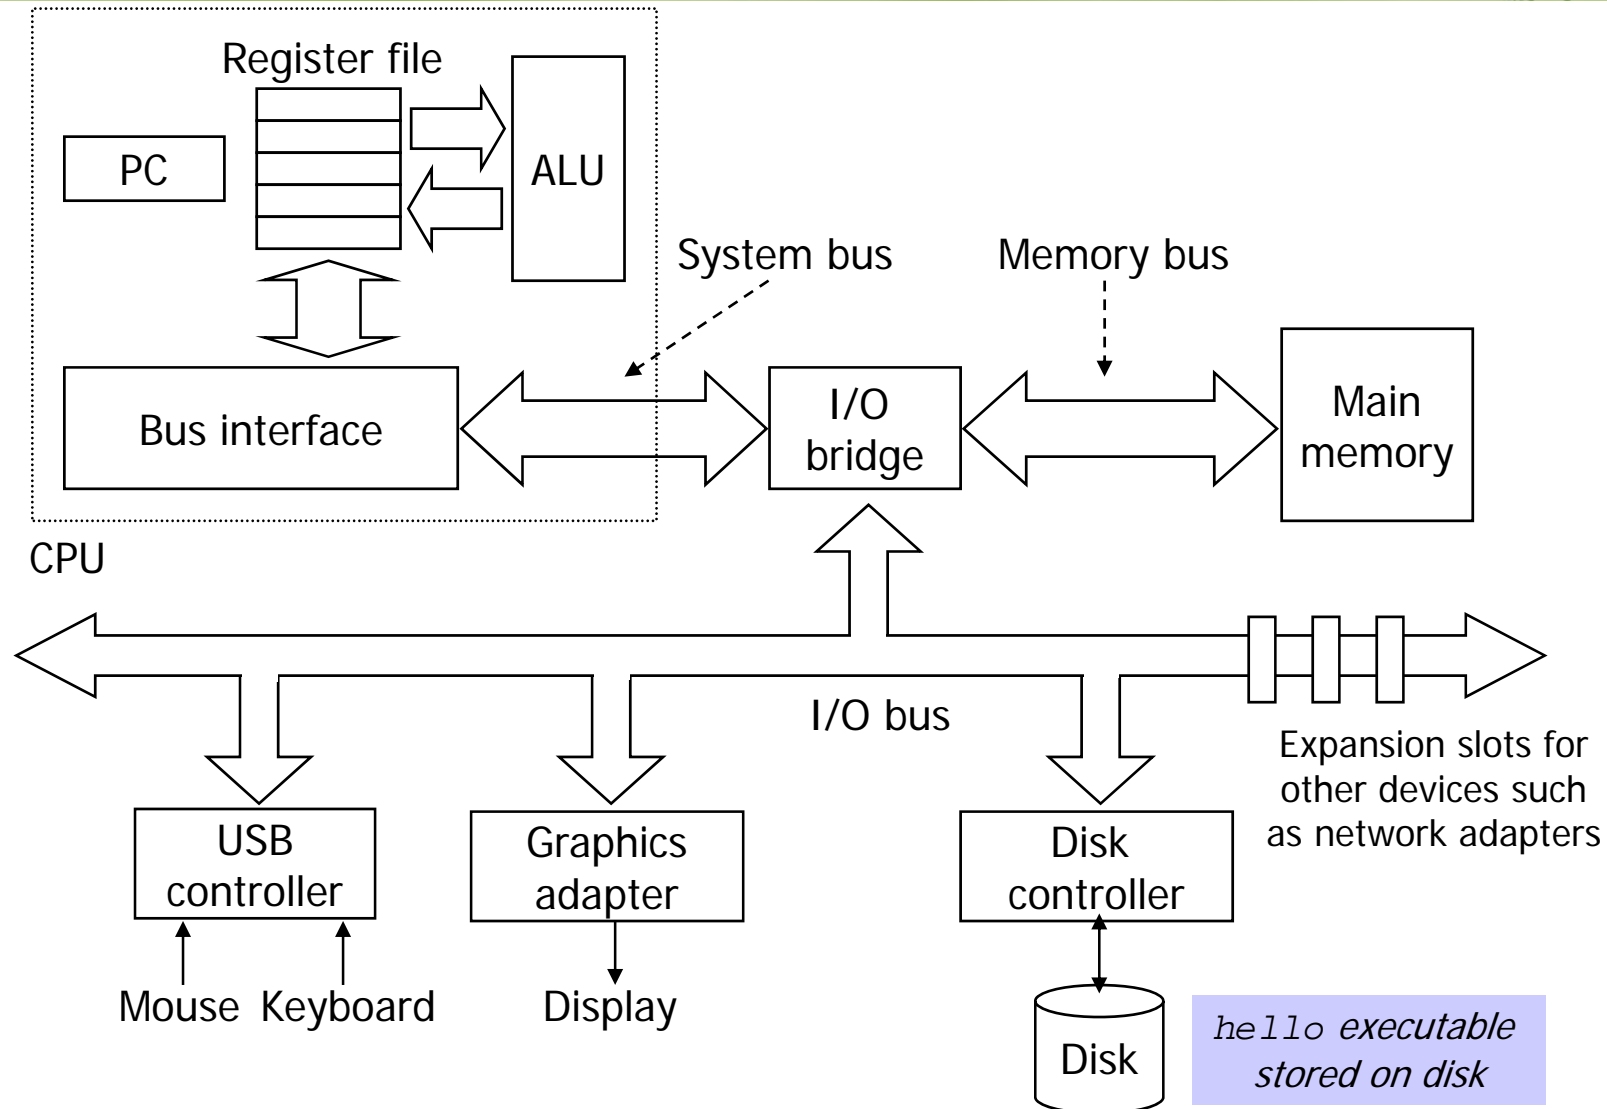 Register file
PC
ALU
System bus
Memory bus
Bus interface
I/O
bridge
Main
memory
CPU
I/O bus
Expansion slots for
other devices such
as network adapters
USB
controller
Graphics
adapter
Disk
controller
Mouse
Keyboard
Display
Disk
hello executable
stored on disk